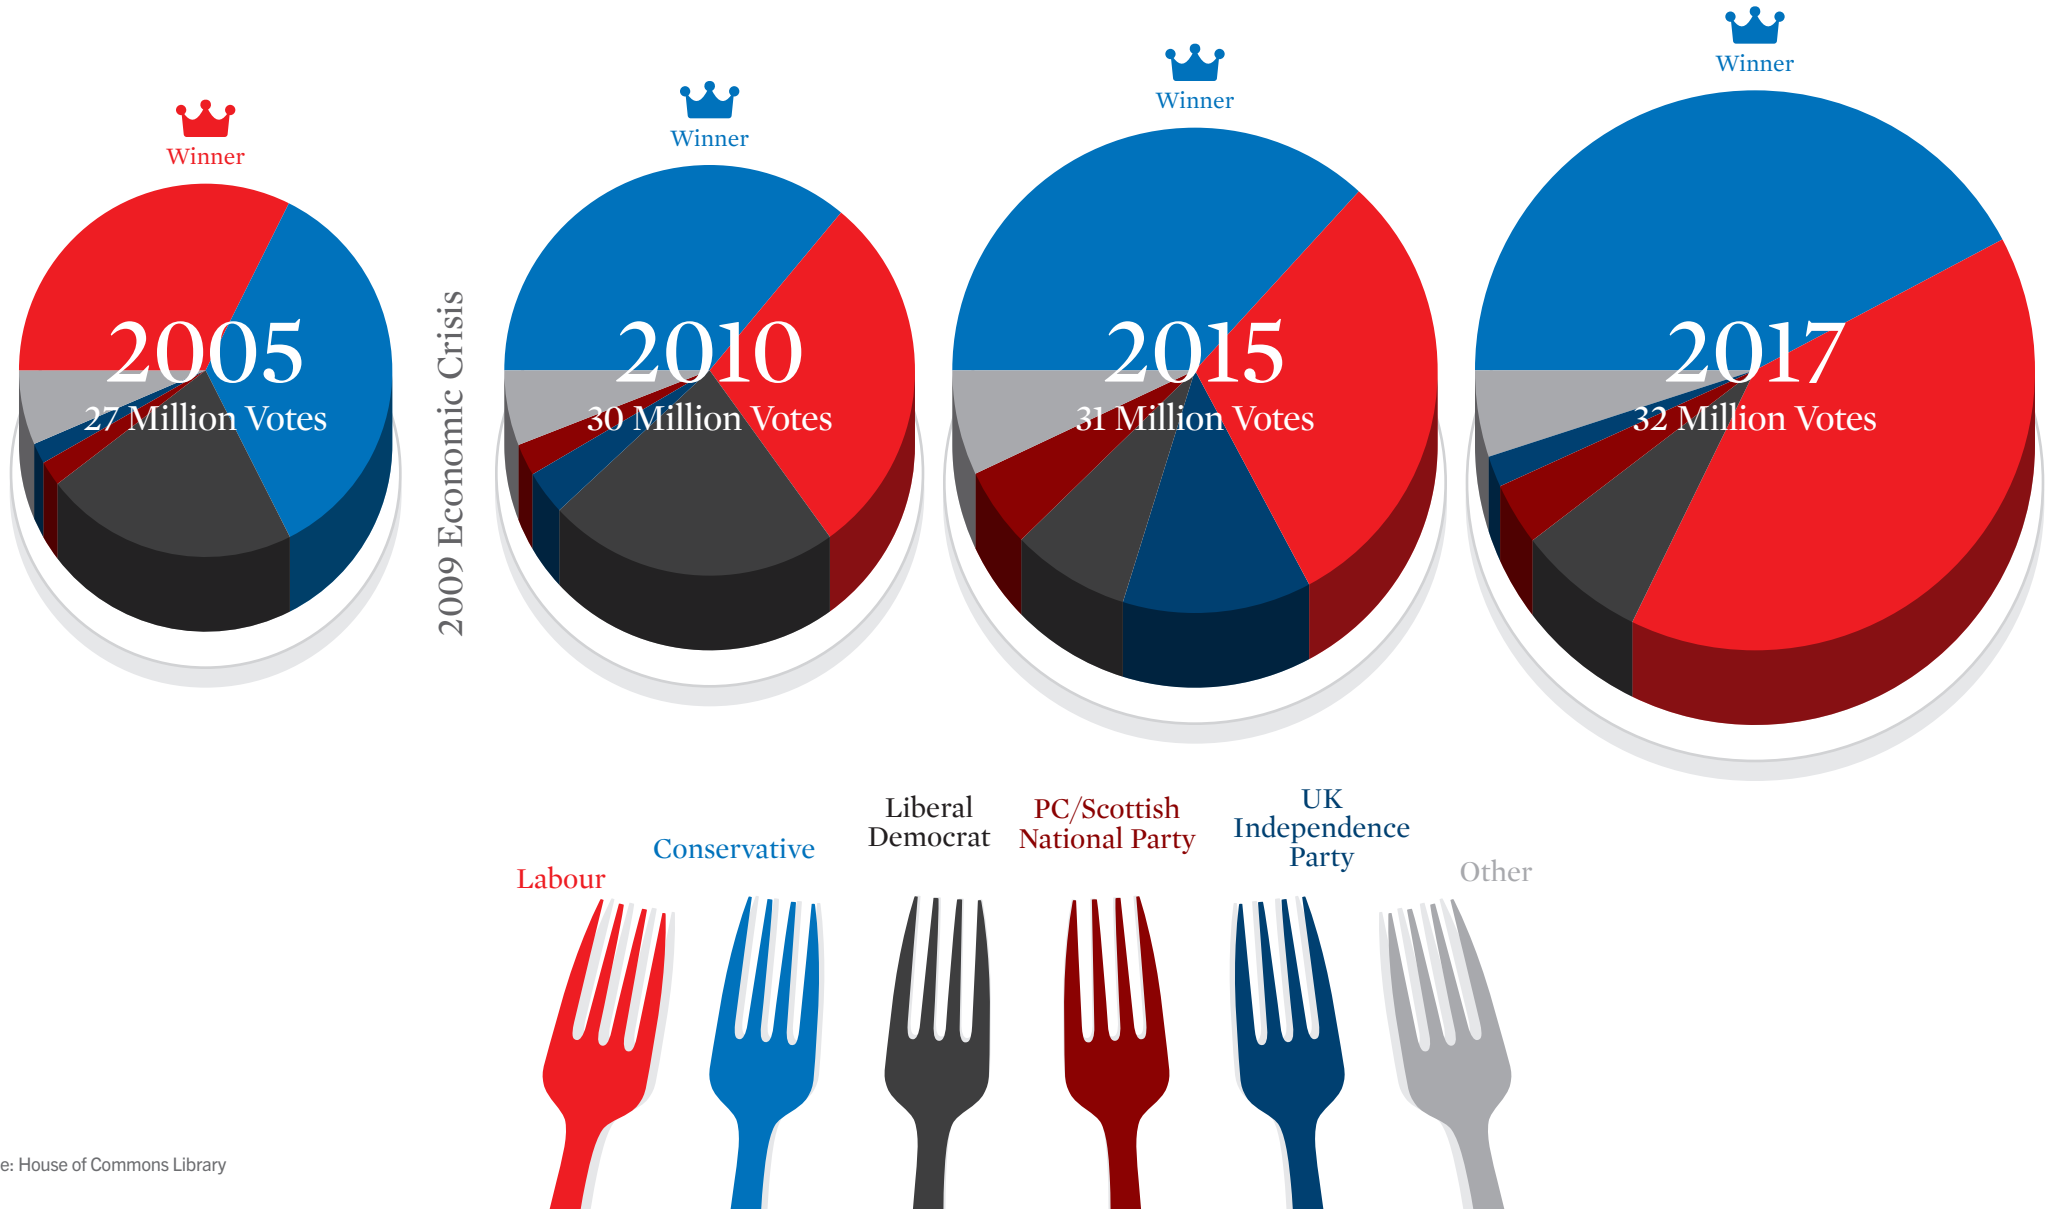 Winner
2005
27 Million Votes
2009 Economic Crisis
Winner
2010
30 Million Votes
Winner
2015
31 Million Votes
Winner
2017
32 Million Votes
Labour
Conservative
Liberal
Democrat
PC/Scottish
National Party
UK
Independence
Party
Other
e: House of Commons Library